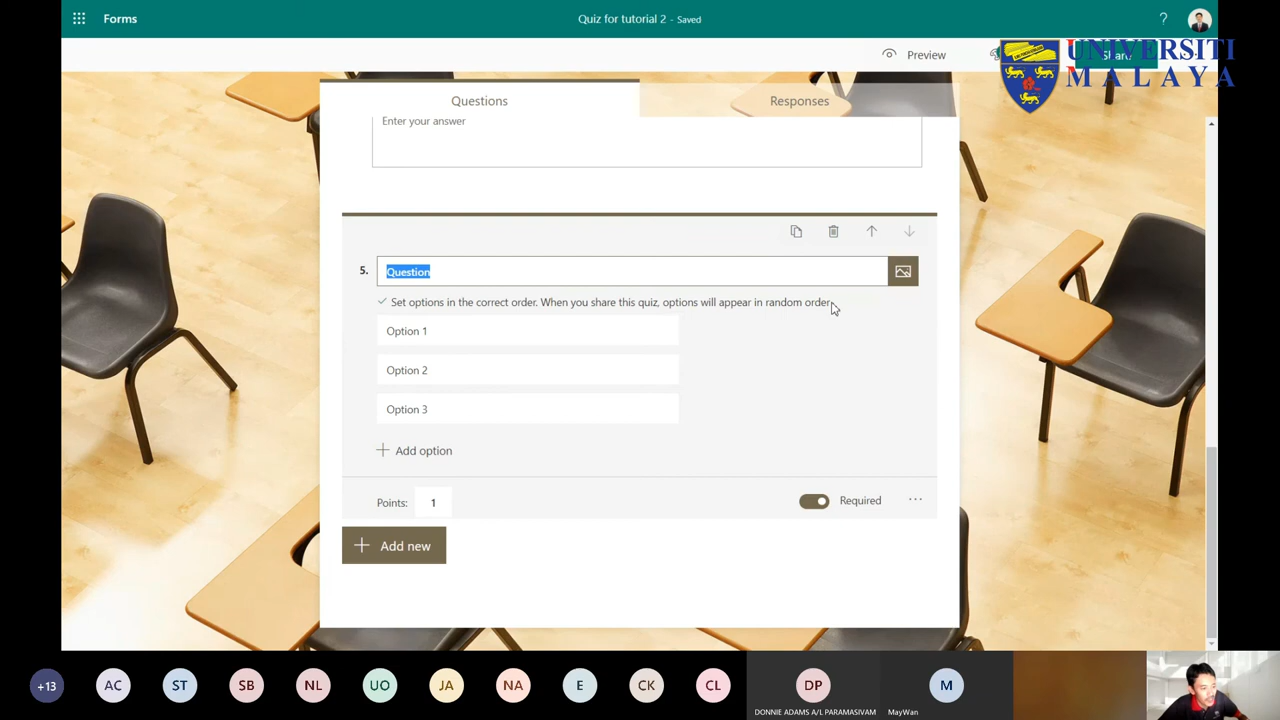 Forms
Quiz for tutorial 2 - Saved
?
Preview
Share
UNIVERSITI
MALAYA
Questions
Responses
Enter your answer
5.
Question
Set options in the correct order. When you share this quiz, options will appear in random order.
Option 1
Option 2
Option 3
Add option
Points: 1
Required
Add new
+13
AC
ST
SB
NL
UO
JA
NA
E
CK
CL
DP
M
DONNIE ADAMS A/L PARAMASIVAM
MayWan